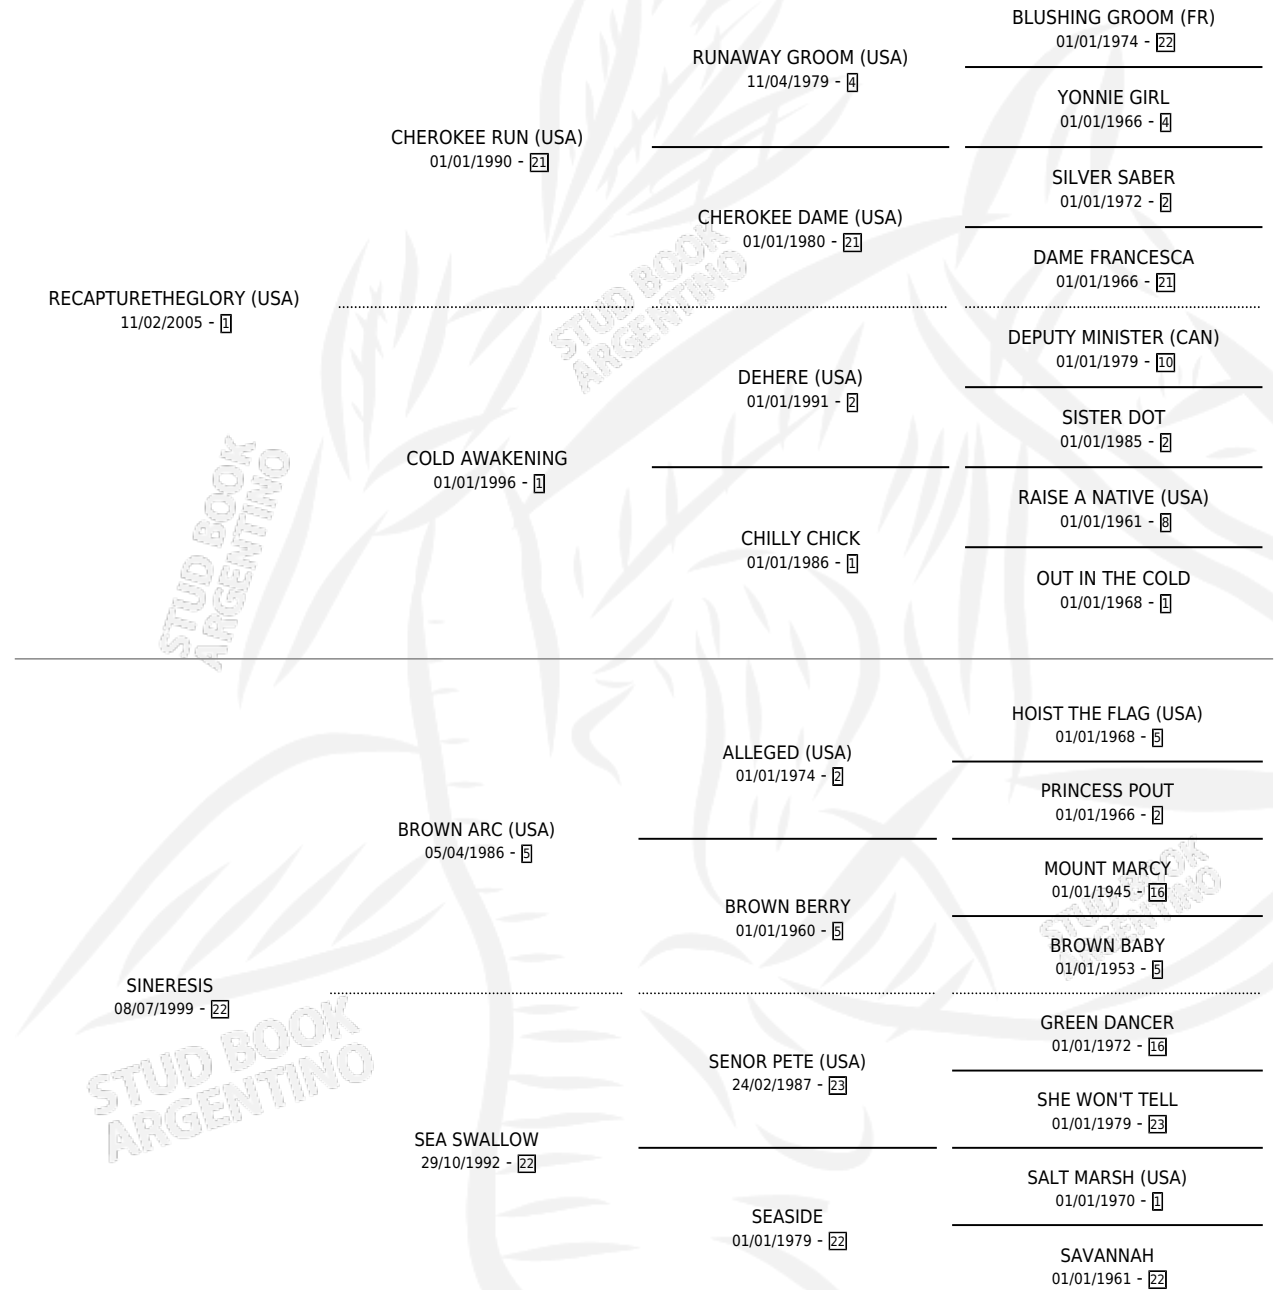 BLUSHING GROOM (FR)
01/01/1974 - 22
RUNAWAY GROOM (USA)
11/04/1979 - 4
YONNIE GIRL
01/01/1966 - 4
CHEROKEE RUN (USA)
01/01/1990 - 21
SILVER SABER
01/01/1972 - 2
CHEROKEE DAME (USA)
01/01/1980 - 21
DAME FRANCESCA
01/01/1966 - 21
RECAPTURETHEGLORY (USA)
11/02/2005 - 1
STUD BOOK
ARGENTINO
DEPUTY MINISTER (CAN)
01/01/1979 - 10
DEHERE (USA)
01/01/1991 - 2
SISTER DOT
01/01/1985 - 2
COLD AWAKENING
01/01/1996 - 1
RAISE A NATIVE (USA)
01/01/1961 - 8
CHILLY CHICK
01/01/1986 - 1
OUT IN THE COLD
01/01/1968 - 1
STUD BOOK
ARGENTINO
HOIST THE FLAG (USA)
01/01/1968 - 5
ALLEGED (USA)
01/01/1974 - 2
PRINCESS POUT
01/01/1966 - 2
BROWN ARC (USA)
05/04/1986 - 5
MOUNT MARCY
01/01/1945 - 16
BROWN BERRY
01/01/1960 - 5
BROWN BABY
01/01/1953 - 5
STUD BOOK
ARGENTINO
SINERESIS
08/07/1999 - 22
GREEN DANCER
01/01/1972 - 16
SENOR PETE (USA)
24/02/1987 - 23
SHE WON'T TELL
01/01/1979 - 23
STUD BOOK
ARGENTINO
SEA SWALLOW
29/10/1992 - 22
SALT MARSH (USA)
01/01/1970 - 1
SEASIDE
01/01/1979 - 22
SAVANNAH
01/01/1961 - 22